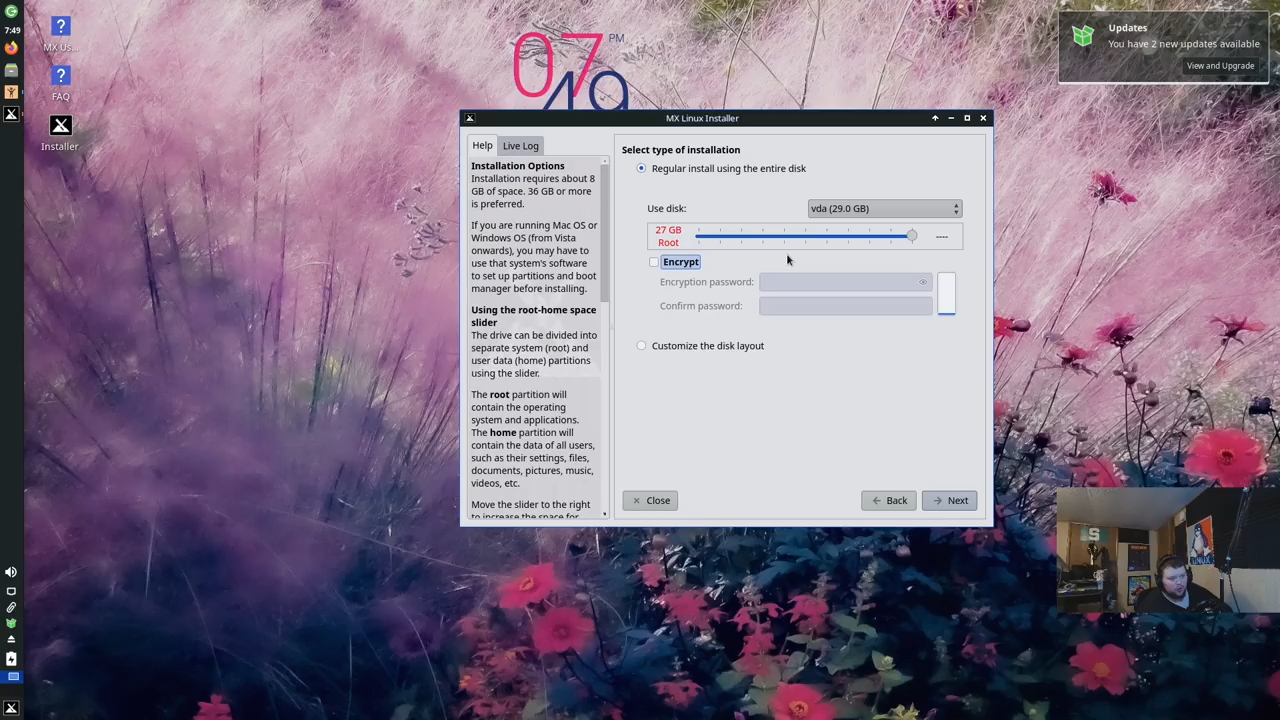 7:49
MX Us...
FAQ
Installer
07
PM
49
Updates
You have 2 new updates available
View and Upgrade
MX Linux Installer
Help
Live Log
Installation Options
Installation requires about 8
GB of space. 36 GB or more
is preferred.
If you are running Mac OS or
Windows OS (from Vista
onwards), you may have to
use that system's software
to set up partitions and boot
manager before installing.
Using the root-home space
slider
The drive can be divided into
separate system (root) and
user data (home) partitions
using the slider.
The root partition will
contain the operating
system and applications.
The home partition will
contain the data of all users,
such as their settings, files,
documents, pictures, music,
videos, etc.
Move the slider to the right
to increase the space for
Select type of installation
Regular install using the entire disk
Use disk:
vda (29.0 GB)
27 GB
Root
----
Encrypt
Encryption password:
Confirm password:
Customize the disk layout
Close
Back
Next
S
LINUX